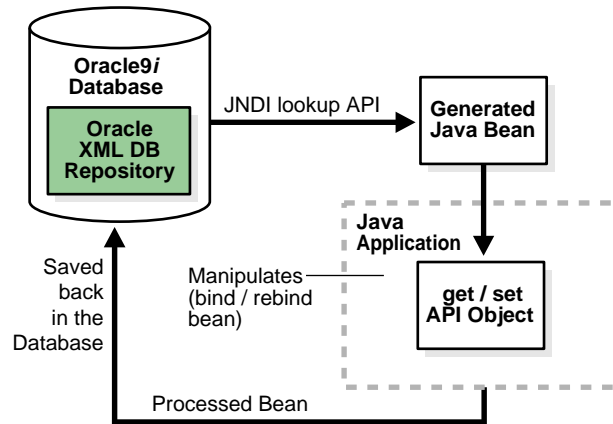 Oracle9i
Database
Oracle
XML DB
Repository
JNDI lookup API
Generated
Java Bean
Java
Application
get / set
API Object
Manipulates
(bind / rebind
bean)
Saved
back
in the
Database
Processed Bean